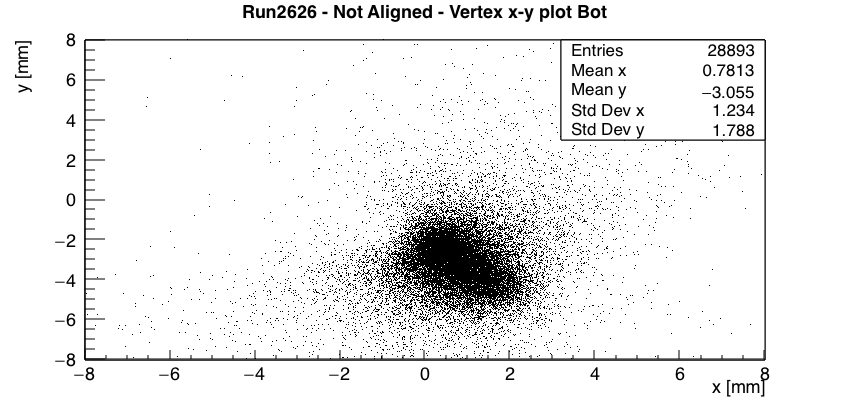 Run2626 - Not Aligned - Vertex x-y plot Bot
y [mm]
8
6
4
2
0
−2
−4
−6
−8
Entries 28893
Mean x 0.7813
Mean y −3.055
Std Dev x 1.234
Std Dev y 1.788
−8 −6 −4 −2 0 2 4 6 8
x [mm]